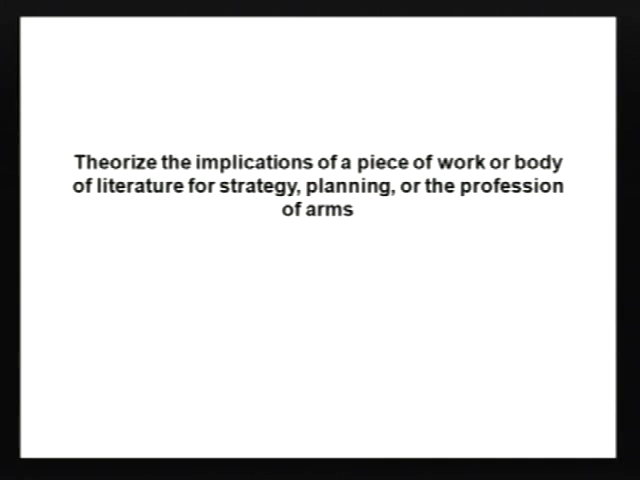 Theorize the implications of a piece of work or body
of literature for strategy, planning, or the profession
of arms